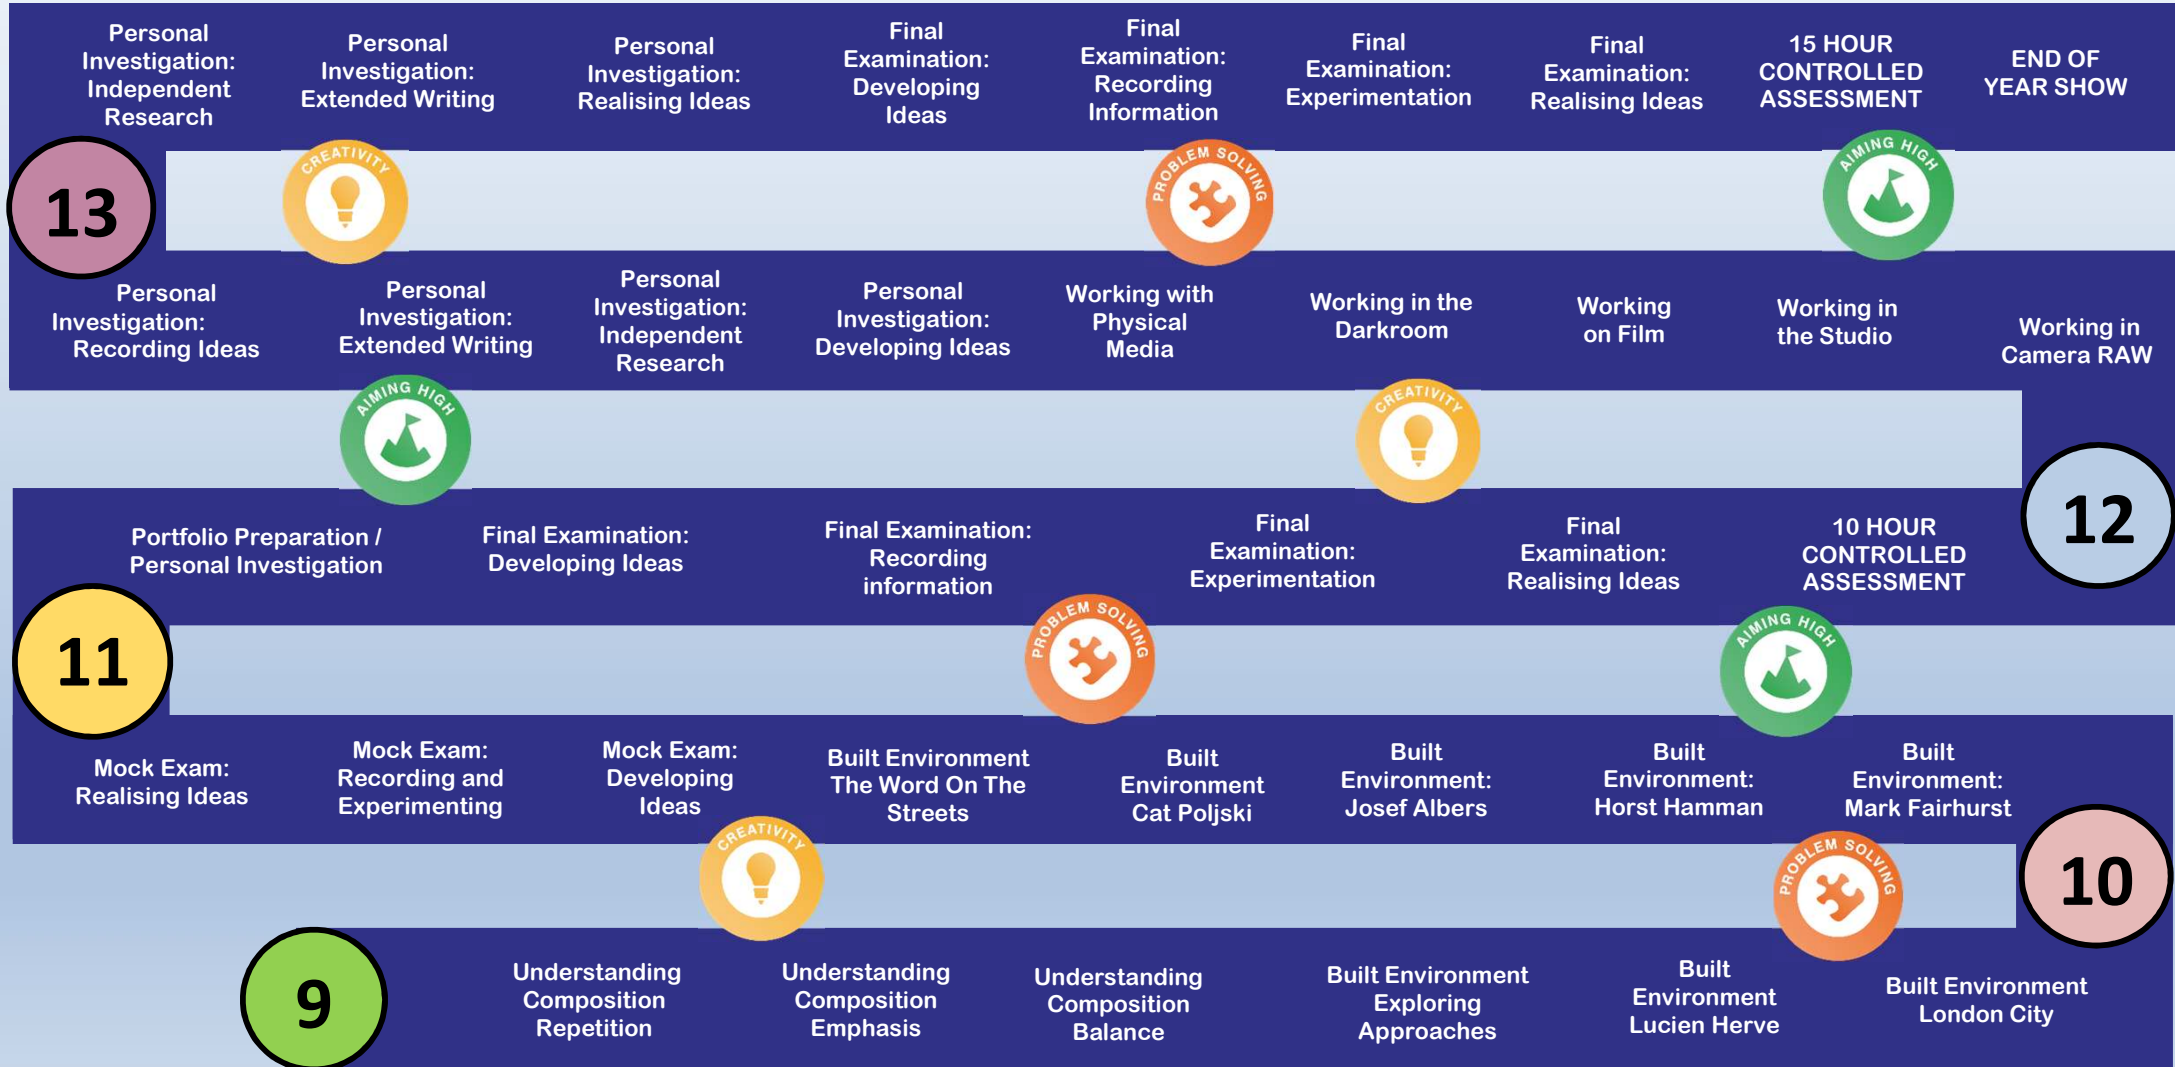 Personal
Investigation:
Independent
Research
Personal
Investigation:
Extended Writing
Personal
Investigation:
Realising Ideas
Final
Examination:
Developing
Ideas
Final
Examination:
Recording
Information
Final
Examination:
Experimentation
Final
Examination:
Realising Ideas
15 HOUR
CONTROLLED
ASSESSMENT
END OF
YEAR SHOW
13
CREATIVITY
PROBLEM SOLVING
AIMING HIGH
Personal
Investigation:
Recording Ideas
Personal
Investigation:
Extended Writing
Personal
Investigation:
Independent
Research
Personal
Investigation:
Developing Ideas
Working with
Physical
Media
Working in the
Darkroom
Working
on Film
Working in
the Studio
Working in
Camera RAW
AIMING HIGH
CREATIVITY
12
Portfolio Preparation /
Personal Investigation
Final Examination:
Developing Ideas
Final Examination:
Recording
information
Final
Examination:
Experimentation
Final
Examination:
Realising Ideas
10 HOUR
CONTROLLED
ASSESSMENT
11
PROBLEM SOLVING
AIMING HIGH
Mock Exam:
Realising Ideas
Mock Exam:
Recording and
Experimenting
Mock Exam:
Developing
Ideas
Built Environment
The Word On The
Streets
Built
Environment
Cat Poljski
Built
Environment:
Josef Albers
Built
Environment:
Horst Hamman
Built
Environment:
Mark Fairhurst
CREATIVITY
PROBLEM SOLVING
10
9
Understanding
Composition
Repetition
Understanding
Composition
Emphasis
Understanding
Composition
Balance
Built Environment
Exploring
Approaches
Built
Environment
Lucien Herve
Built Environment
London City